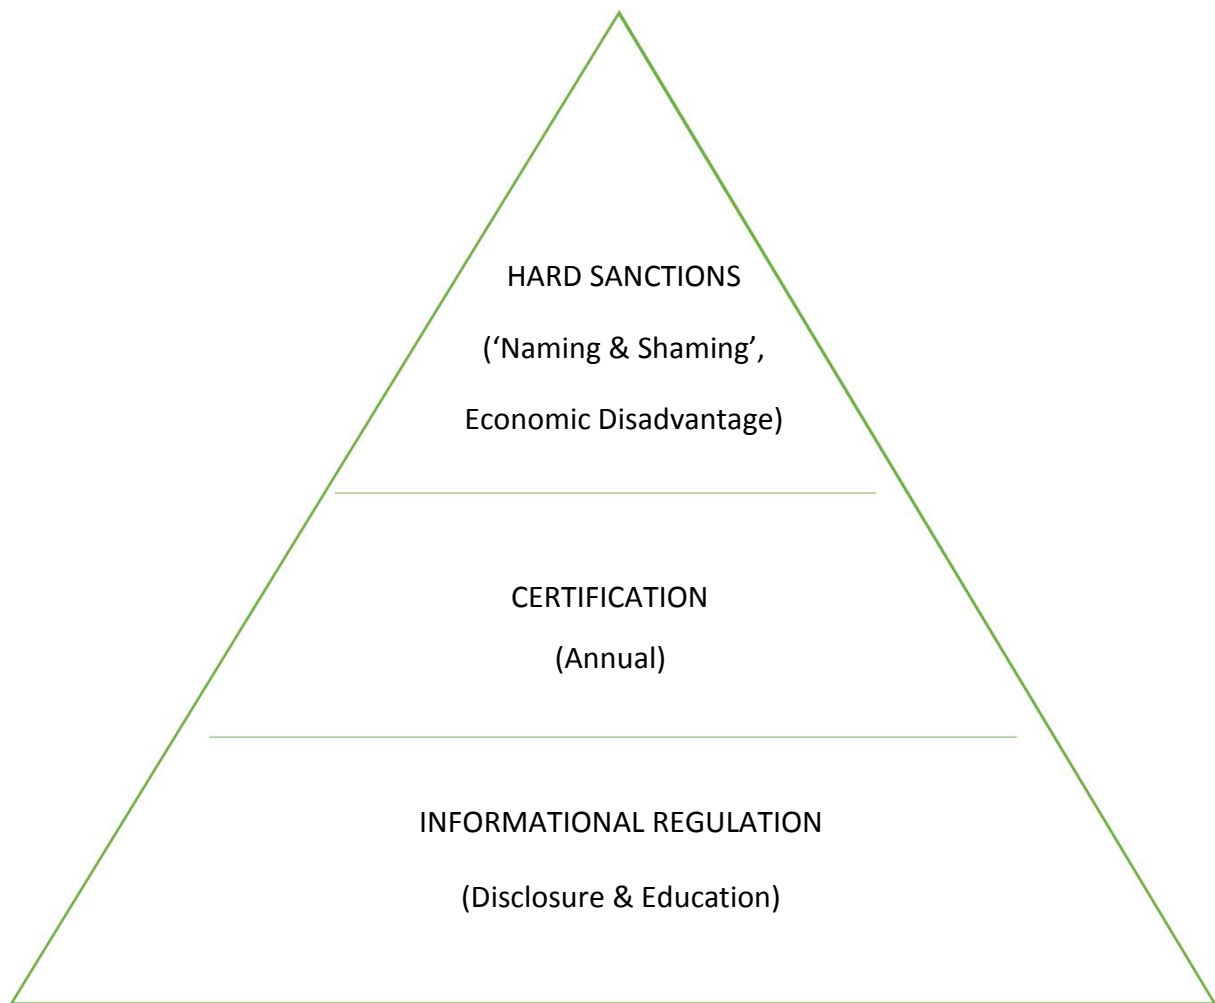 HARD SANCTIONS
(‘Naming & Shaming’,
Economic Disadvantage)
CERTIFICATION
(Annual)
INFORMATIONAL REGULATION
(Disclosure & Education)